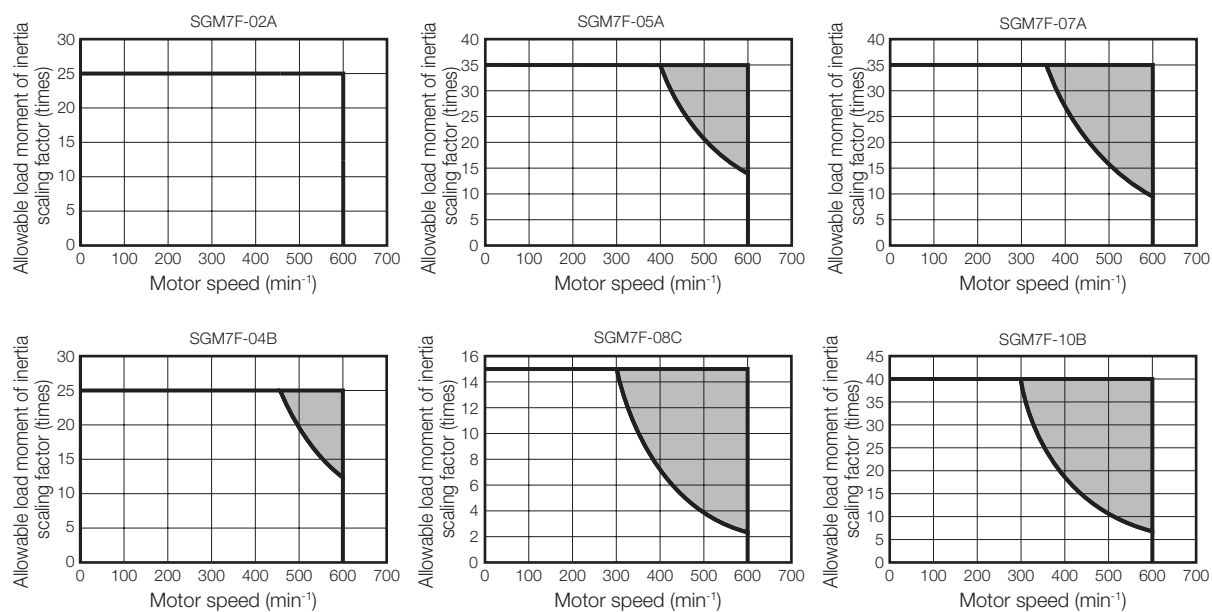 SGM7F-02A
Allowable load moment of inertia
scaling factor (times)
30
25
20
15
10
5
0
0 100 200 300 400 500 600 700
Motor speed (min-1)
SGM7F-05A
Allowable load moment of inertia
scaling factor (times)
40
35
30
25
20
15
10
5
0
0 100 200 300 400 500 600 700
Motor speed (min-1)
SGM7F-07A
Allowable load moment of inertia
scaling factor (times)
40
35
30
25
20
15
10
5
0
0 100 200 300 400 500 600 700
Motor speed (min-1)
SGM7F-04B
Allowable load moment of inertia
scaling factor (times)
30
25
20
15
10
5
0
0 100 200 300 400 500 600 700
Motor speed (min-1)
SGM7F-08C
Allowable load moment of inertia
scaling factor (times)
16
14
12
10
8
6
4
2
0
0 100 200 300 400 500 600 700
Motor speed (min-1)
SGM7F-10B
Allowable load moment of inertia
scaling factor (times)
45
40
35
30
25
20
15
10
5
0
0 100 200 300 400 500 600 700
Motor speed (min-1)